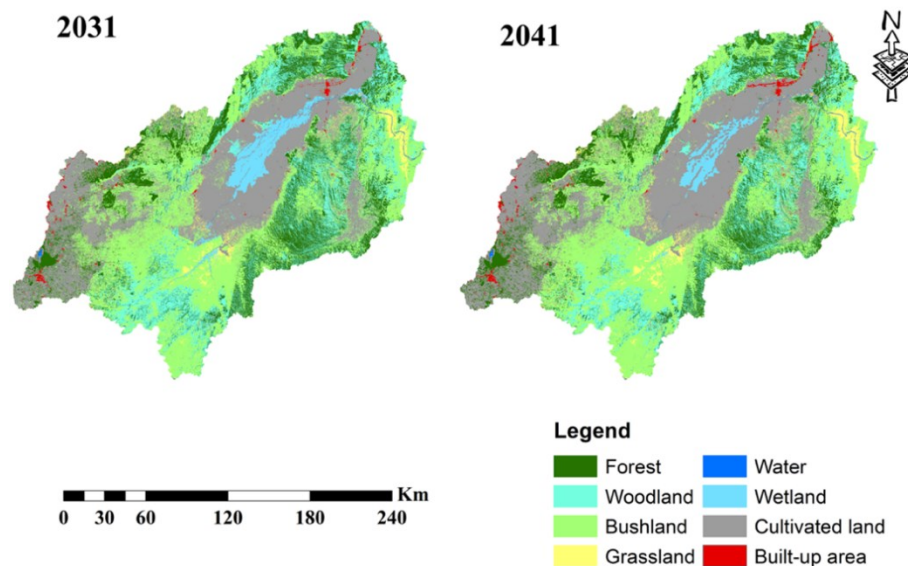 2031
2041
N
Legend
Forest
Water
Woodland
Wetland
Bushland
Cultivated land
Grassland
Built-up area
Km
0 30 60 120 180 240